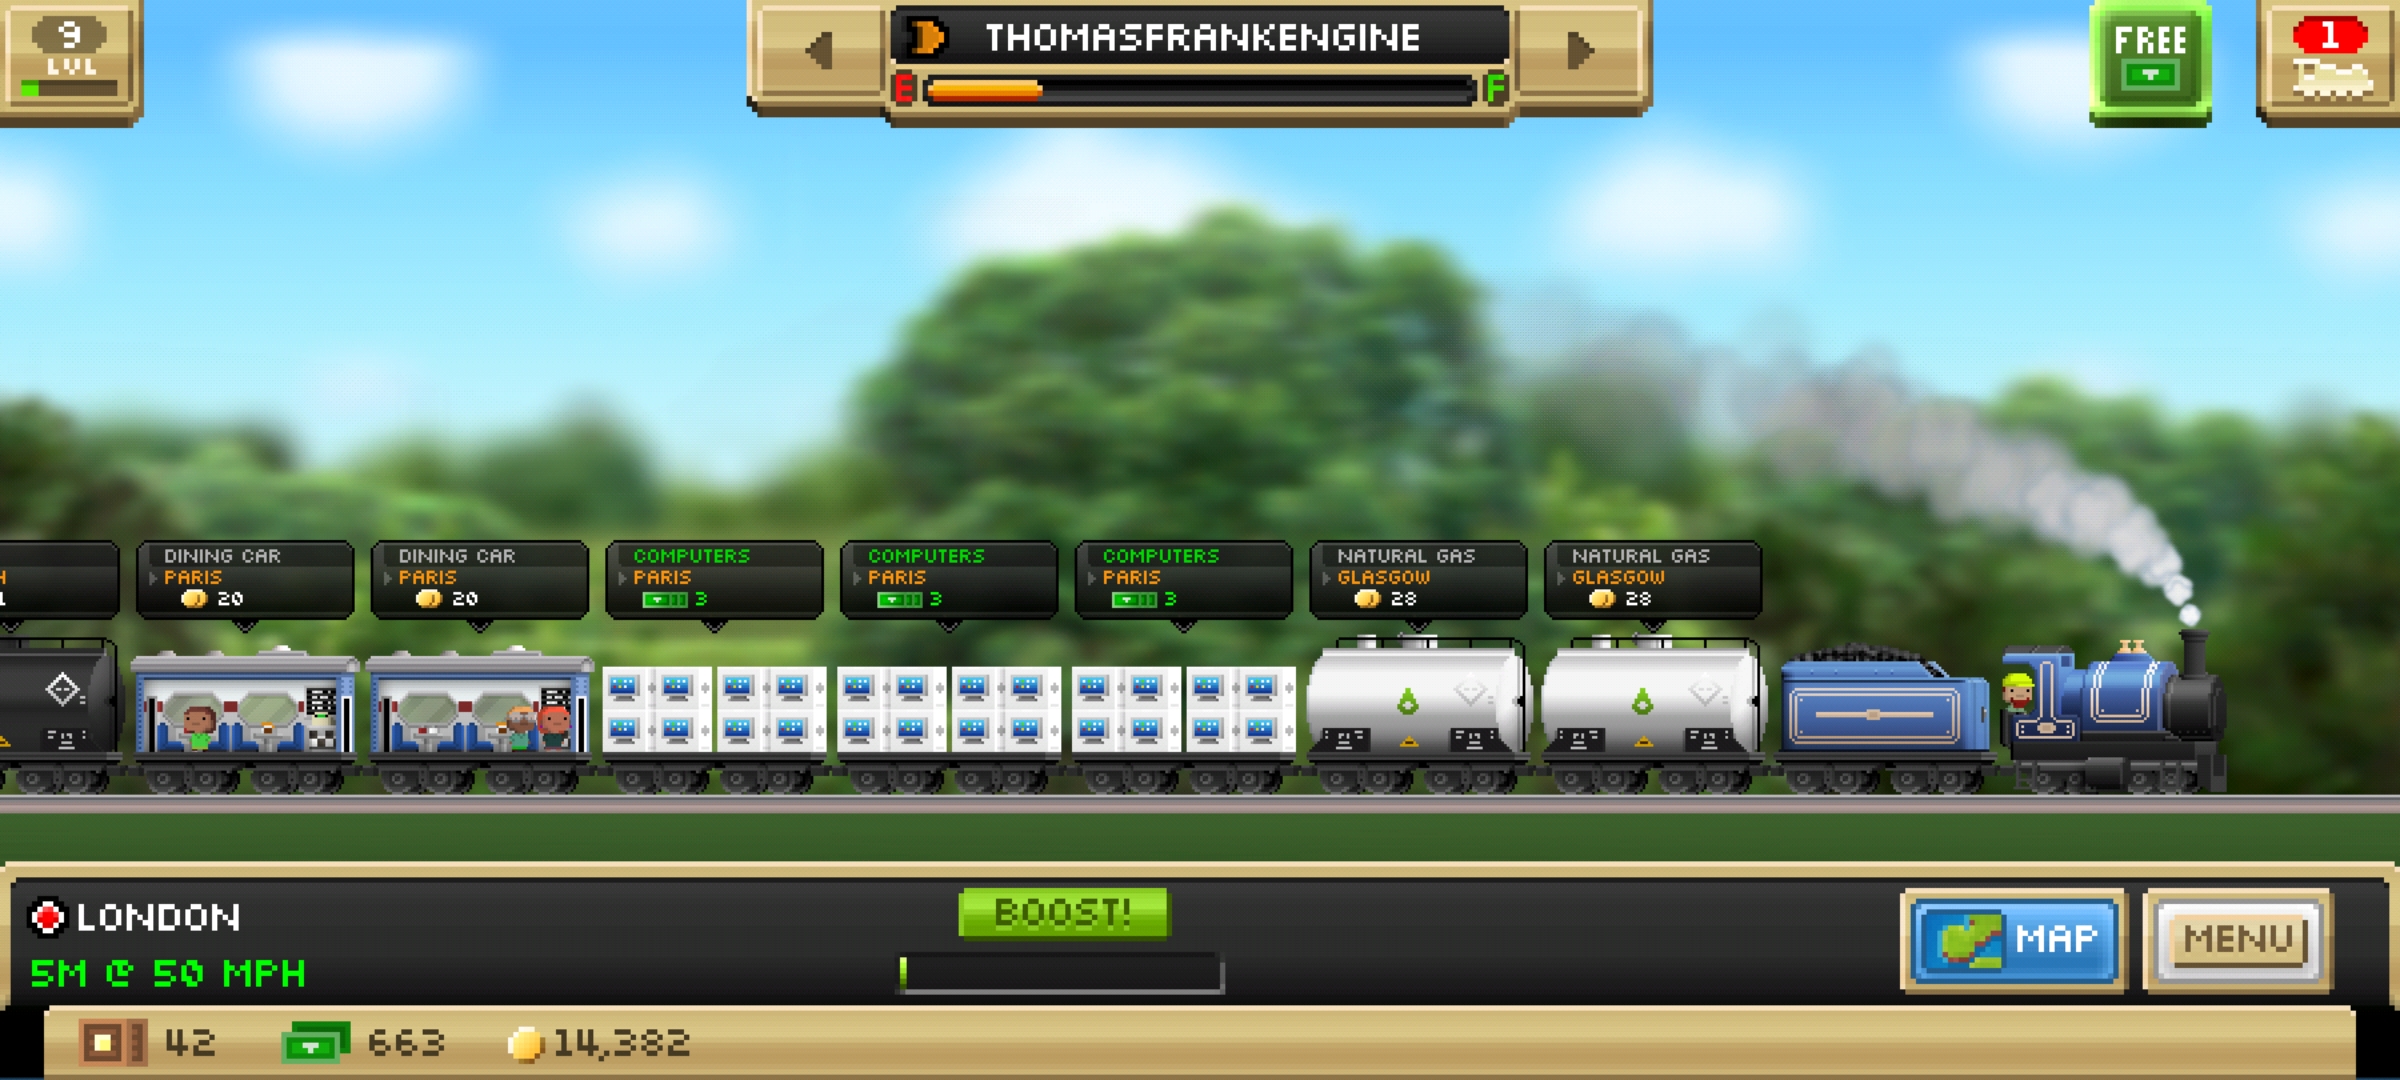 9
LVL
THOMASFRANKENGINE
E F
FREE
1
H
1
DINING CAR
PARIS
20
DINING CAR
PARIS
20
COMPUTERS
PARIS
3
COMPUTERS
PARIS
3
COMPUTERS
PARIS
3
NATURAL GAS
GLASGOW
28
NATURAL GAS
GLASGOW
28
LONDON
5M @ 50 MPH
BOOST!
MAP
MENU
42
663
14,382